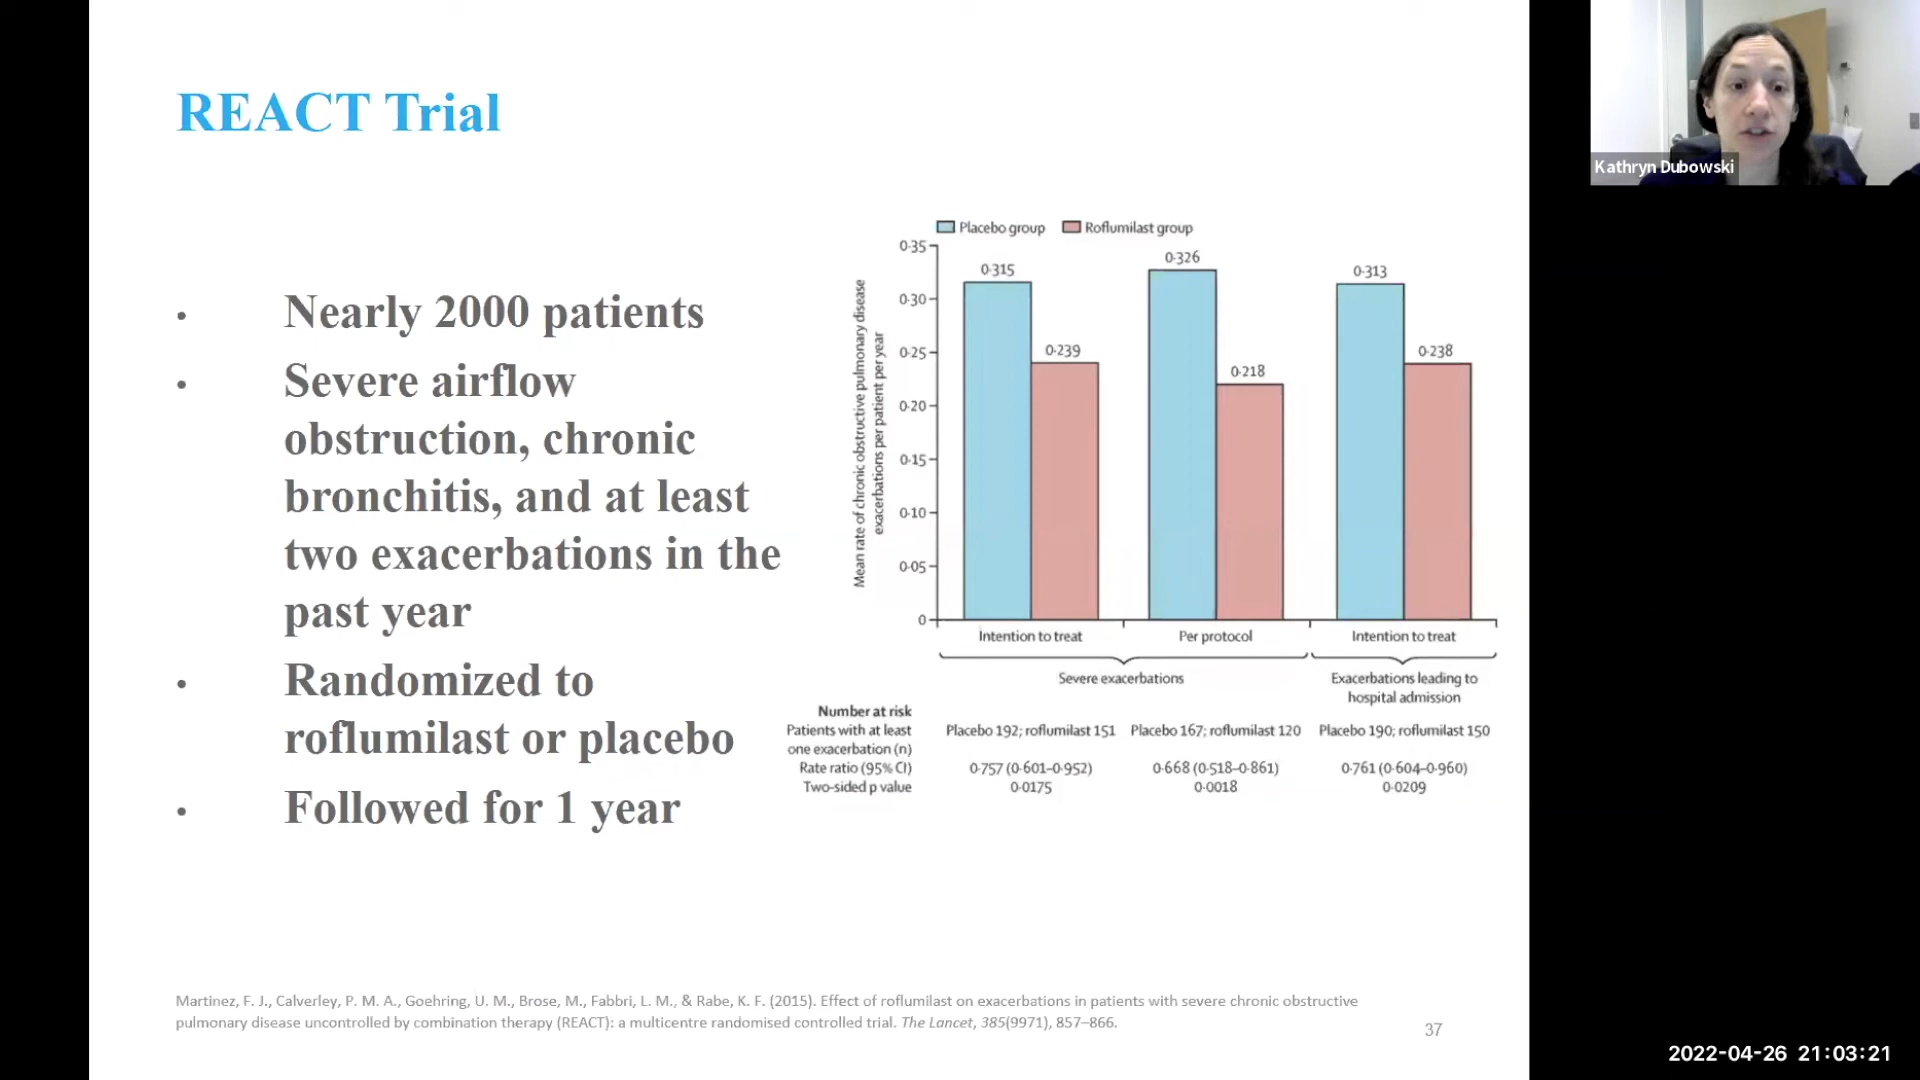 REACT Trial
• Nearly 2000 patients
• Severe airflow
obstruction, chronic
bronchitis, and at least
two exacerbations in the
past year
• Randomized to
roflumilast or placebo
• Followed for 1 year
Placebo group Roflumilast group
Mean rate of chronic obstructive pulmonary disease
exacerbations per patient per year
0·35
0·30
0·25
0·20
0·15
0·10
0·05
0
0·315
0·239
0·326
0·218
0·313
0·238
Intention to treat Per protocol Intention to treat
Severe exacerbations Exacerbations leading to
hospital admission
Number at risk
Patients with at least Placebo 192; roflumilast 151 Placebo 167; roflumilast 120 Placebo 190; roflumilast 150
one exacerbation (n)
Rate ratio (95% CI) 0·757 (0·601–0·952) 0·668 (0·518–0·861) 0·761 (0·604–0·960)
Two-sided p value 0·0175 0·0018 0·0209
Martinez, F. J., Calverley, P. M. A., Goehring, U. M., Brose, M., Fabbri, L. M., & Rabe, K. F. (2015). Effect of roflumilast on exacerbations in patients with severe chronic obstructive
pulmonary disease uncontrolled by combination therapy (REACT): a multicentre randomised controlled trial. The Lancet, 385(9971), 857–866.
37
Kathryn Dubowski
2022-04-26 21:03:21